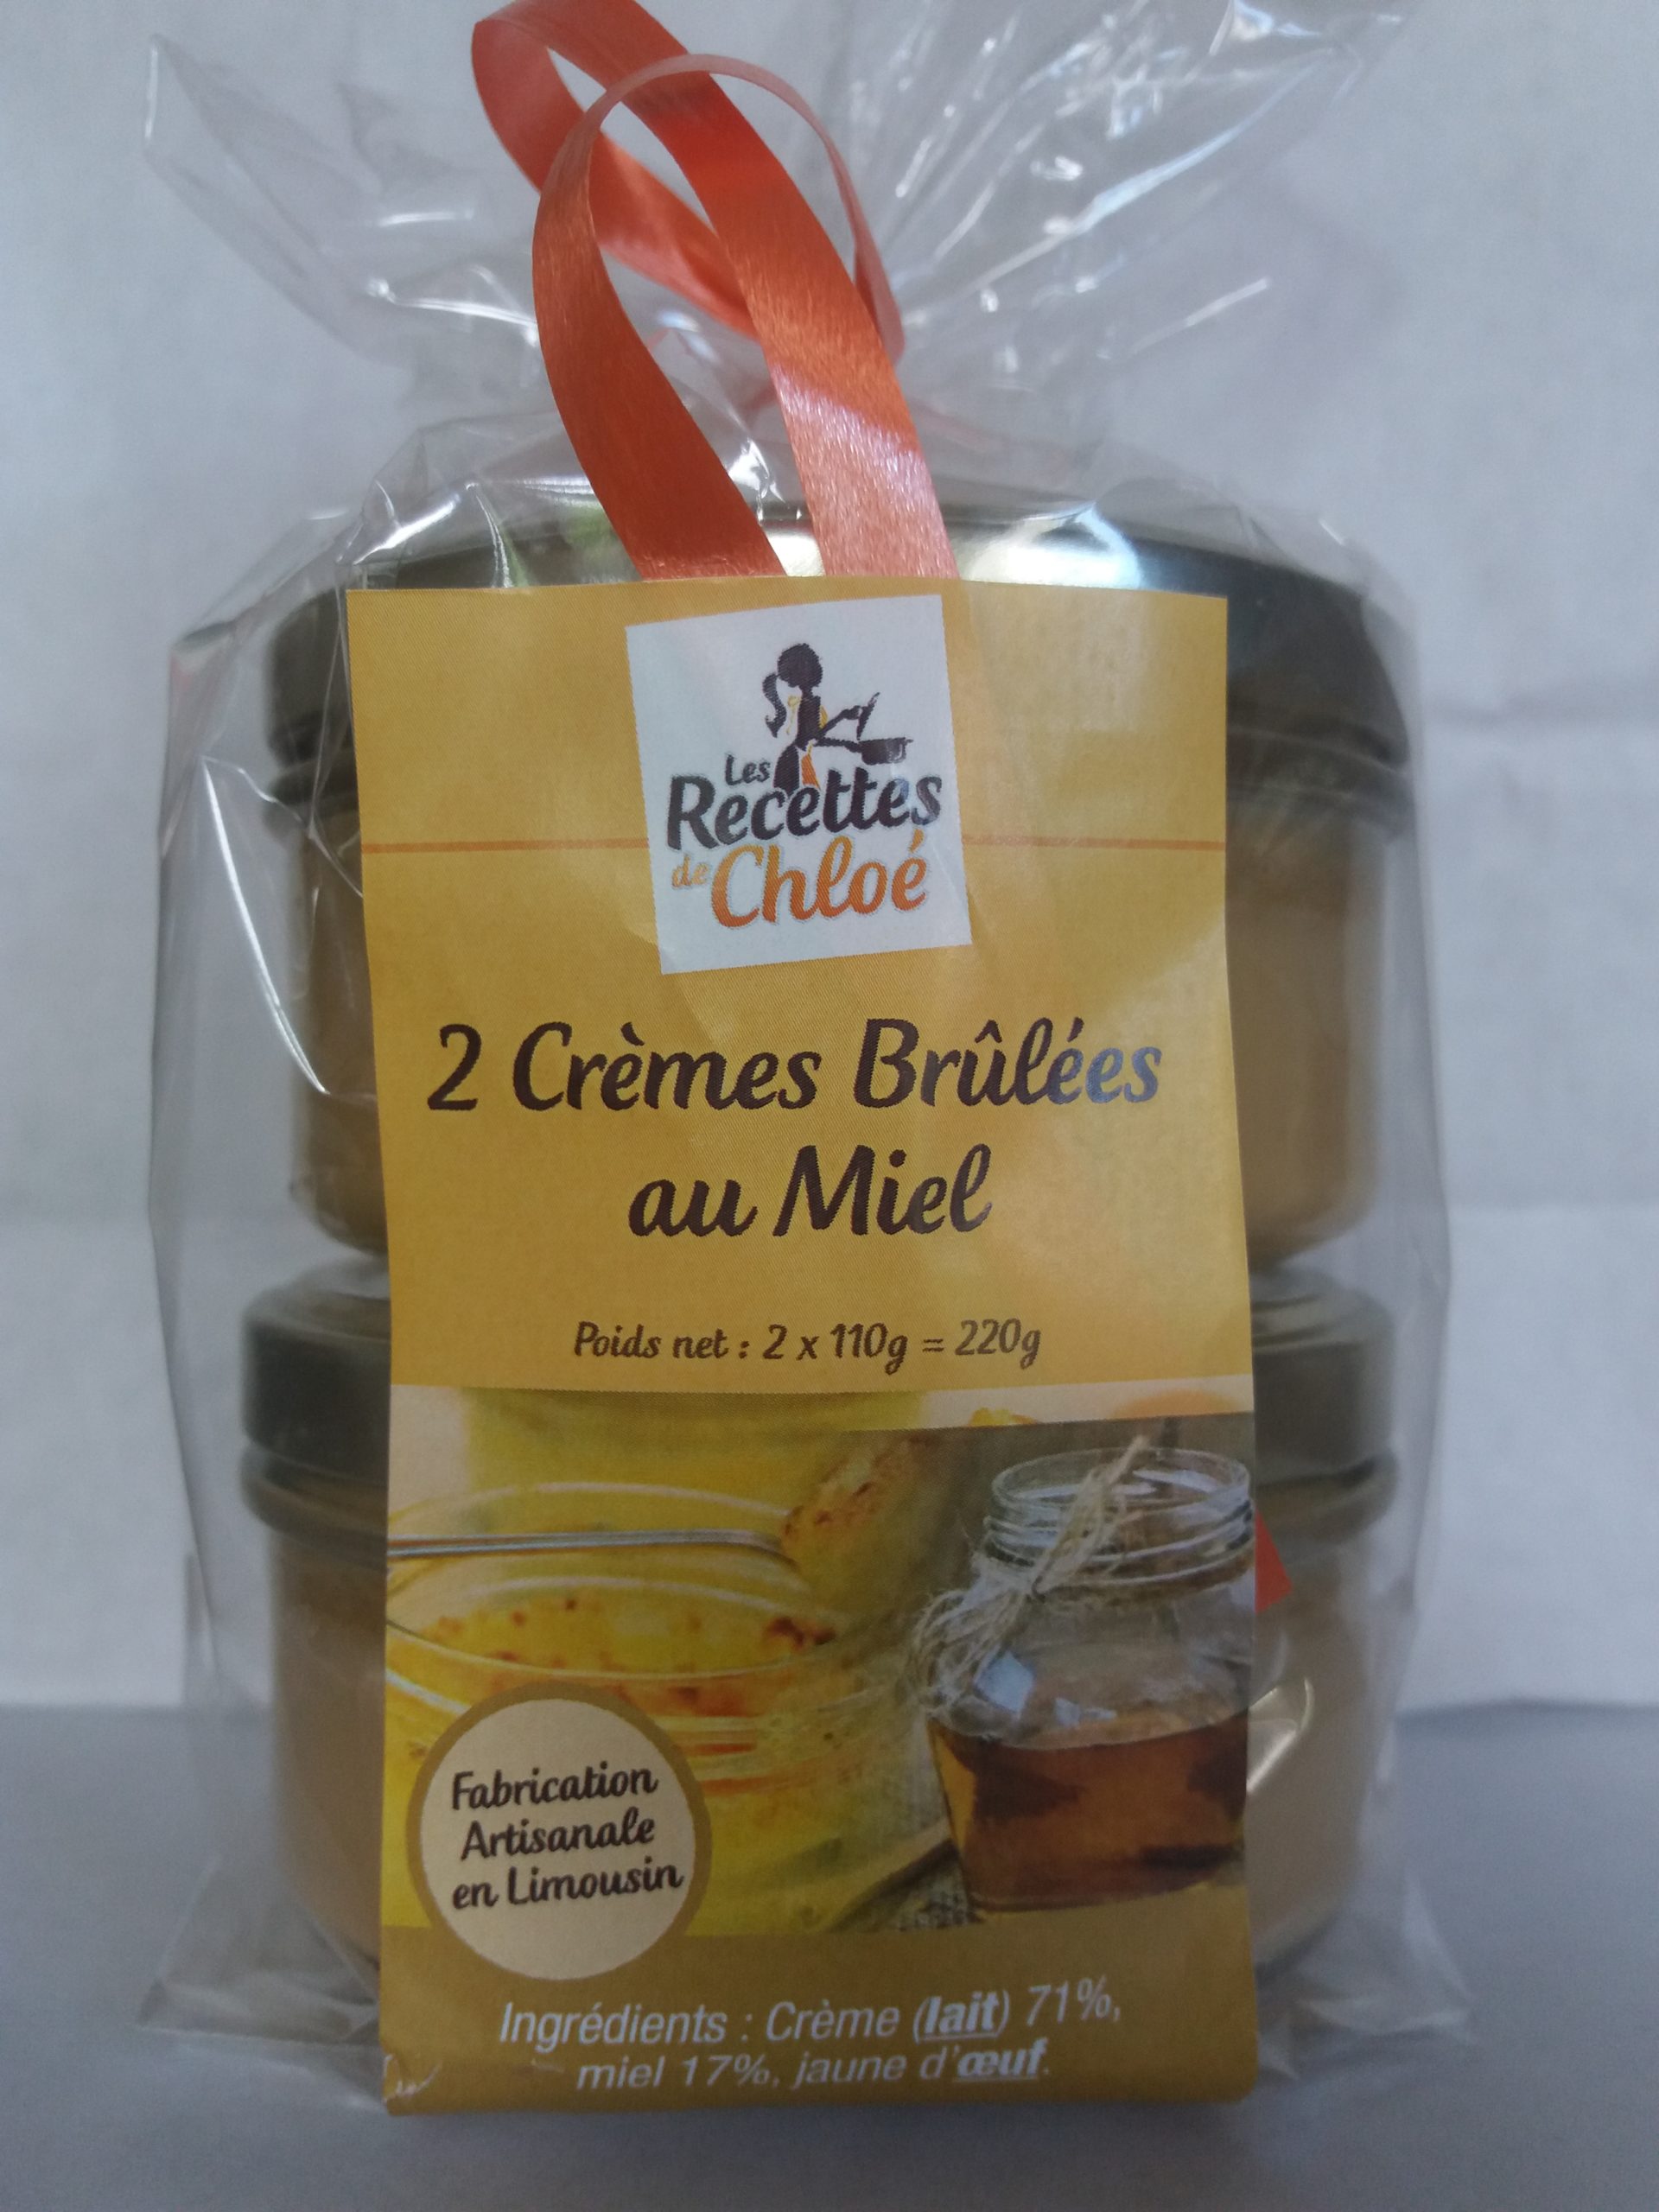 Les
Recettes
de Chloé
2 Crèmes Brûlées
au Miel
Poids net : 2 x 110g = 220g
Fabrication
Artisanale
en Limousin
Ingrédients : Crème (lait) 71%,
miel 17%, jaune d'œuf.